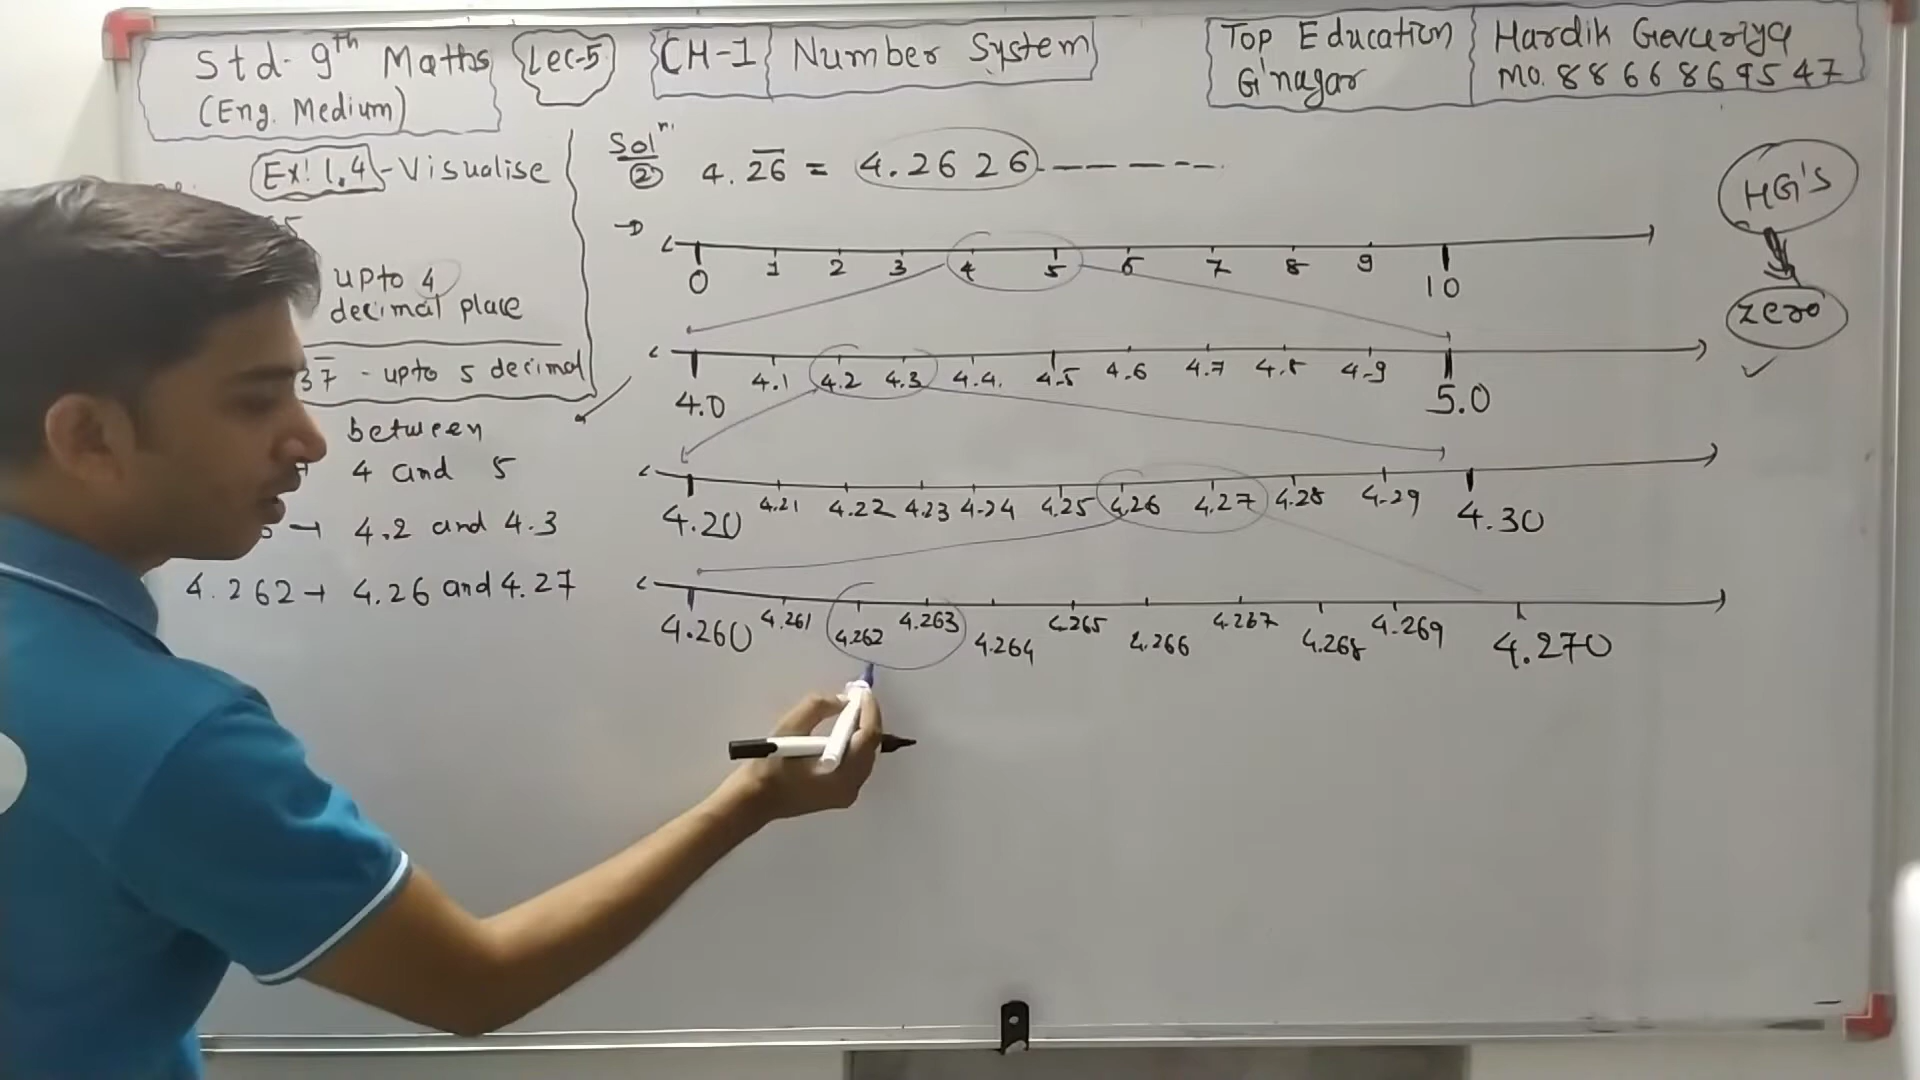 Std. 9th Maths
(Eng. Medium)
Lec-5
CH-1 Number System
Top Education
G'nagar
Hardik Gevariya
Mo. 8866869547
Ex: 1.4 - Visualise
upto 4
decimal place
37 - upto 5 decimal
between
4 and 5
→ 4.2 and 4.3
4.262 → 4.26 and 4.27
Soln. 2 4.26̅ = 4.2626 - - - - -
0 1 2 3 4 5 6 7 8 9 10
4.0 4.1 4.2 4.3 4.4 4.5 4.6 4.7 4.8 4.9 5.0
4.20 4.21 4.22 4.23 4.24 4.25 4.26 4.27 4.28 4.29 4.30
4.260 4.261 4.262 4.263 4.264 4.265 4.266 4.267 4.268 4.269 4.270
HG's
zero